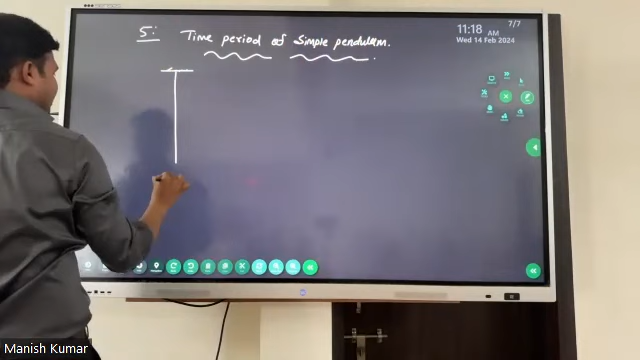 7/7
11:18 AM
Wed 14 Feb 2024
5: Time period of Simple pendulum.
Manish Kumar